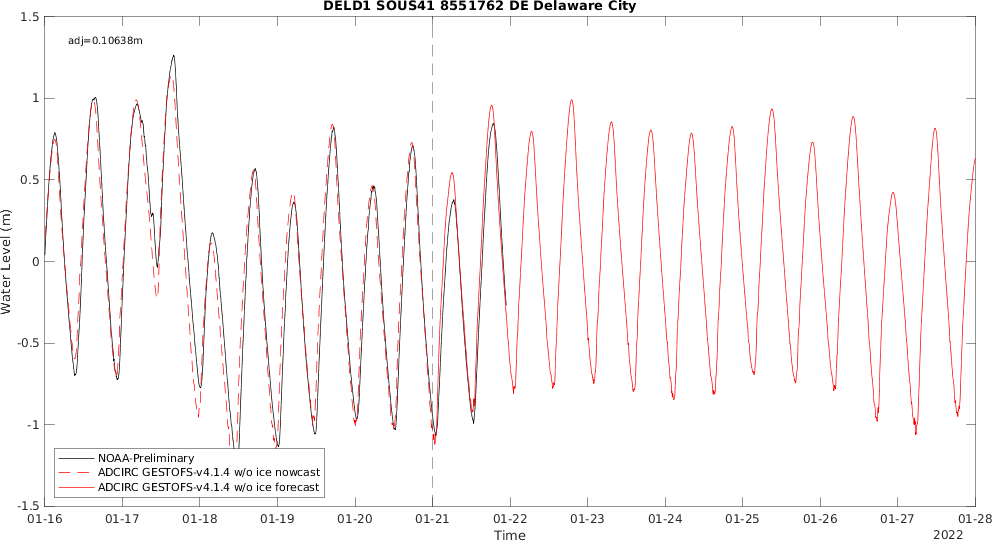 DELD1 SOUS41 8551762 DE Delaware City
adj=0.10638m
1.5
1
0.5
0
-0.5
-1
-1.5
Water Level (m)
NOAA-Preliminary
ADCIRC GESTOFS-v4.1.4 w/o ice nowcast
ADCIRC GESTOFS-v4.1.4 w/o ice forecast
01-16 01-17 01-18 01-19 01-20 01-21 01-22 01-23 01-24 01-25 01-26 01-27 01-28
Time
2022